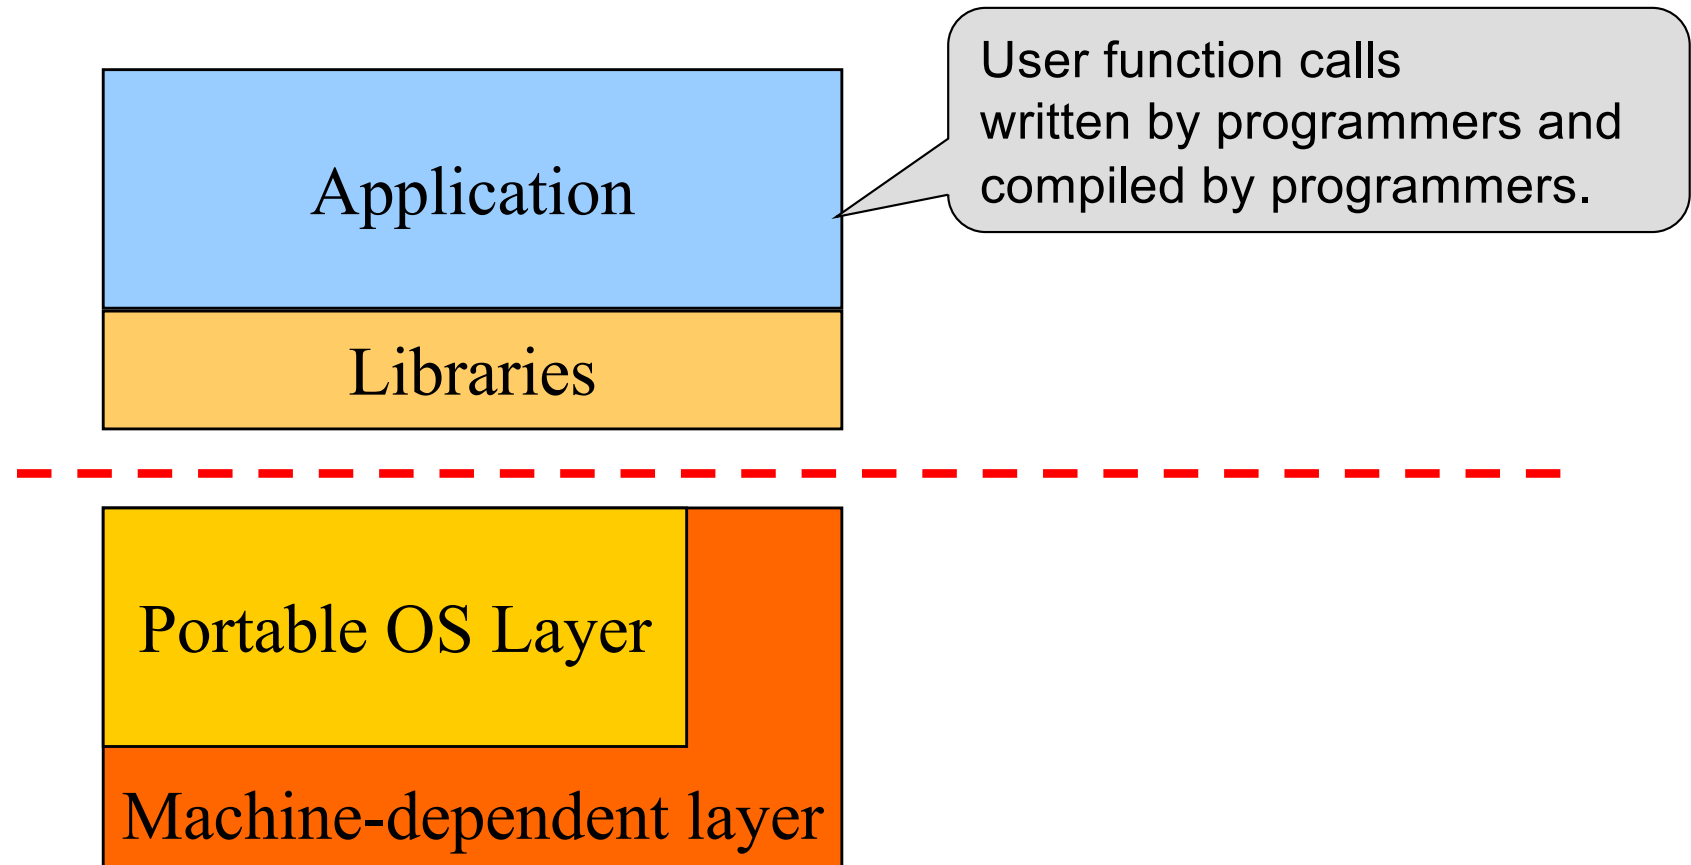 User function calls
written by programmers and
compiled by programmers.
Application
Libraries
Portable OS Layer
Machine-dependent layer